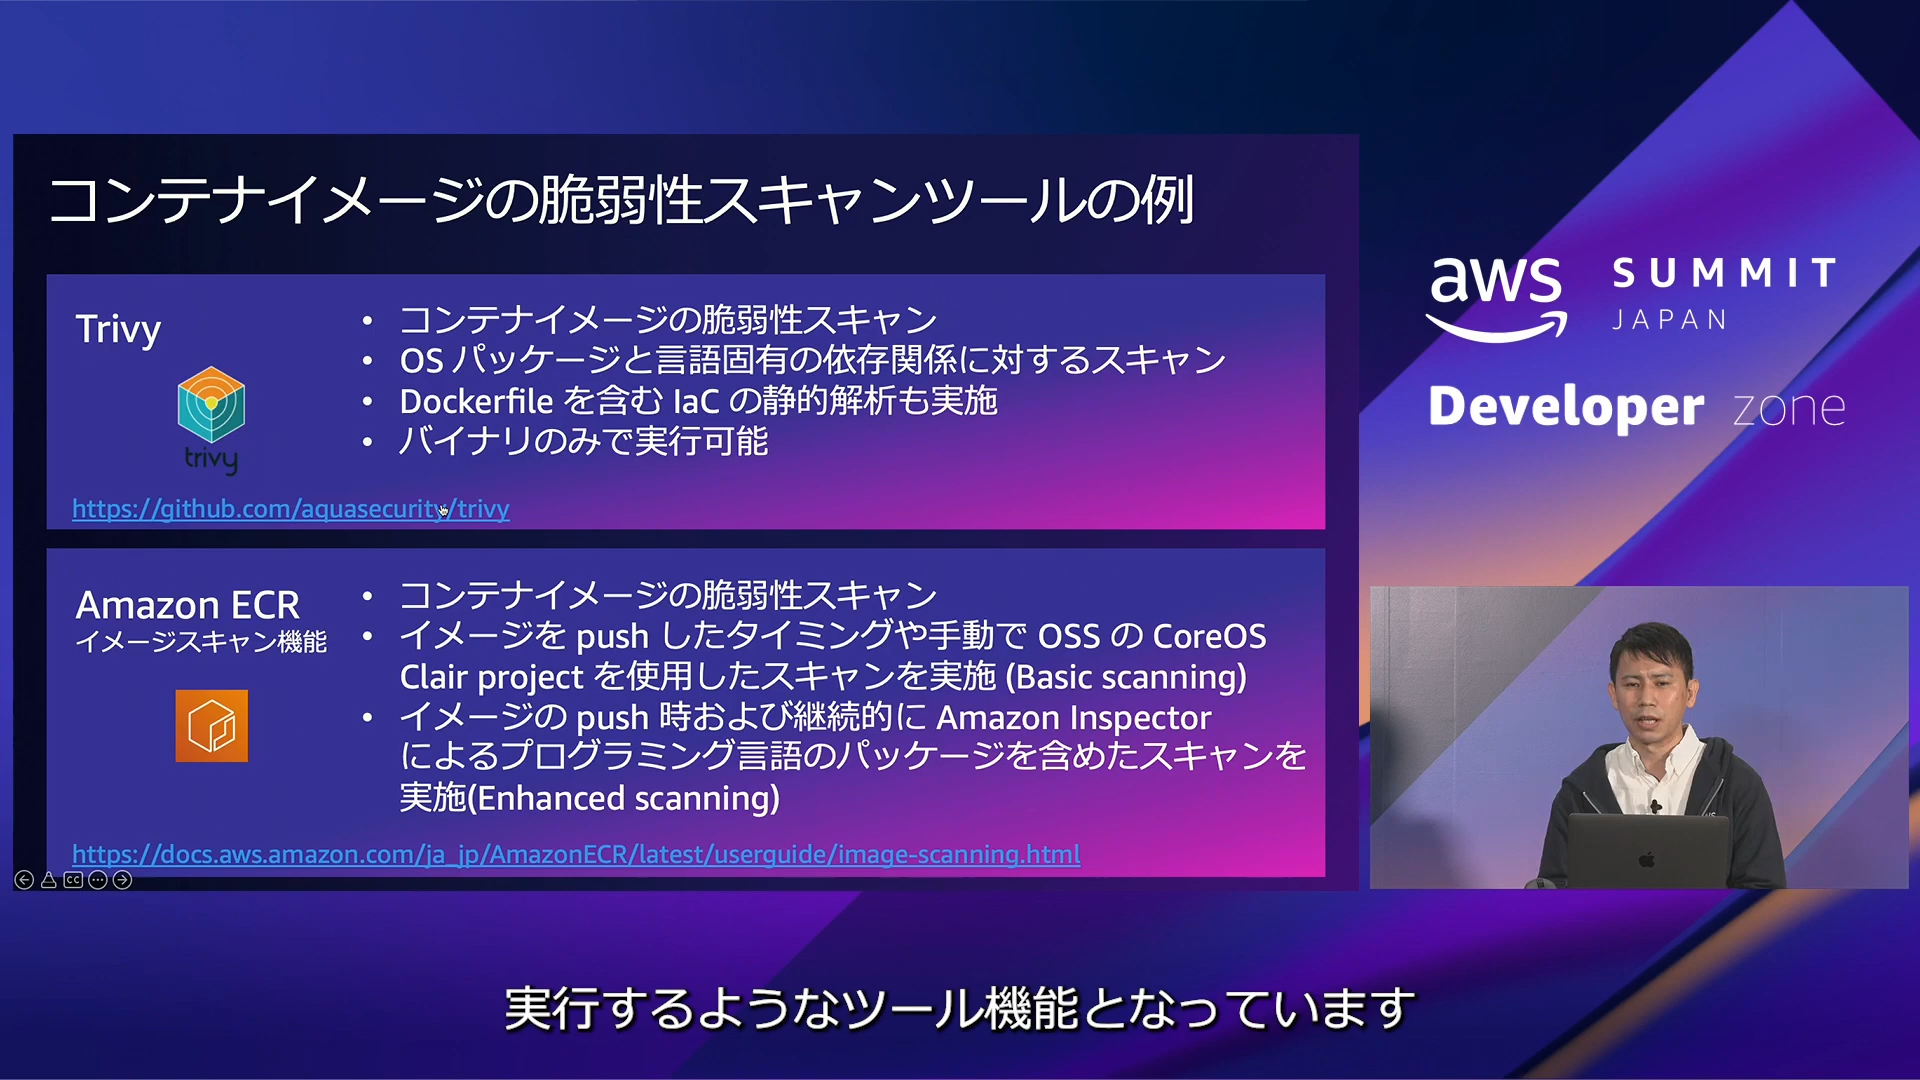 コンテナイメージの脆弱性スキャンツールの例
Trivy
trivy
• コンテナイメージの脆弱性スキャン
• OS パッケージと言語固有の依存関係に対するスキャン
• Dockerfile を含む IaC の静的解析も実施
• バイナリのみで実行可能
https://github.com/aquasecurity/trivy
Amazon ECR
イメージスキャン機能
• コンテナイメージの脆弱性スキャン
• イメージを push したタイミングや手動で OSS の CoreOS
Clair project を使用したスキャンを実施 (Basic scanning)
• イメージの push 時および継続的に Amazon Inspector
によるプログラミング言語のパッケージを含めたスキャンを
実施(Enhanced scanning)
https://docs.aws.amazon.com/ja_jp/AmazonECR/latest/userguide/image-scanning.html
CC
aws SUMMIT
JAPAN
Developer zone
実行するようなツール機能となっています